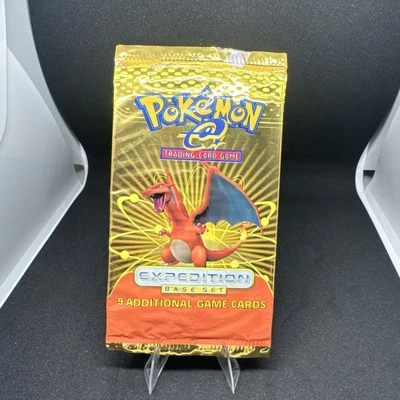 POKéMON
e
TRADING CARD GAME
EXPEDITION
BASE SET
9 ADDITIONAL GAME CARDS